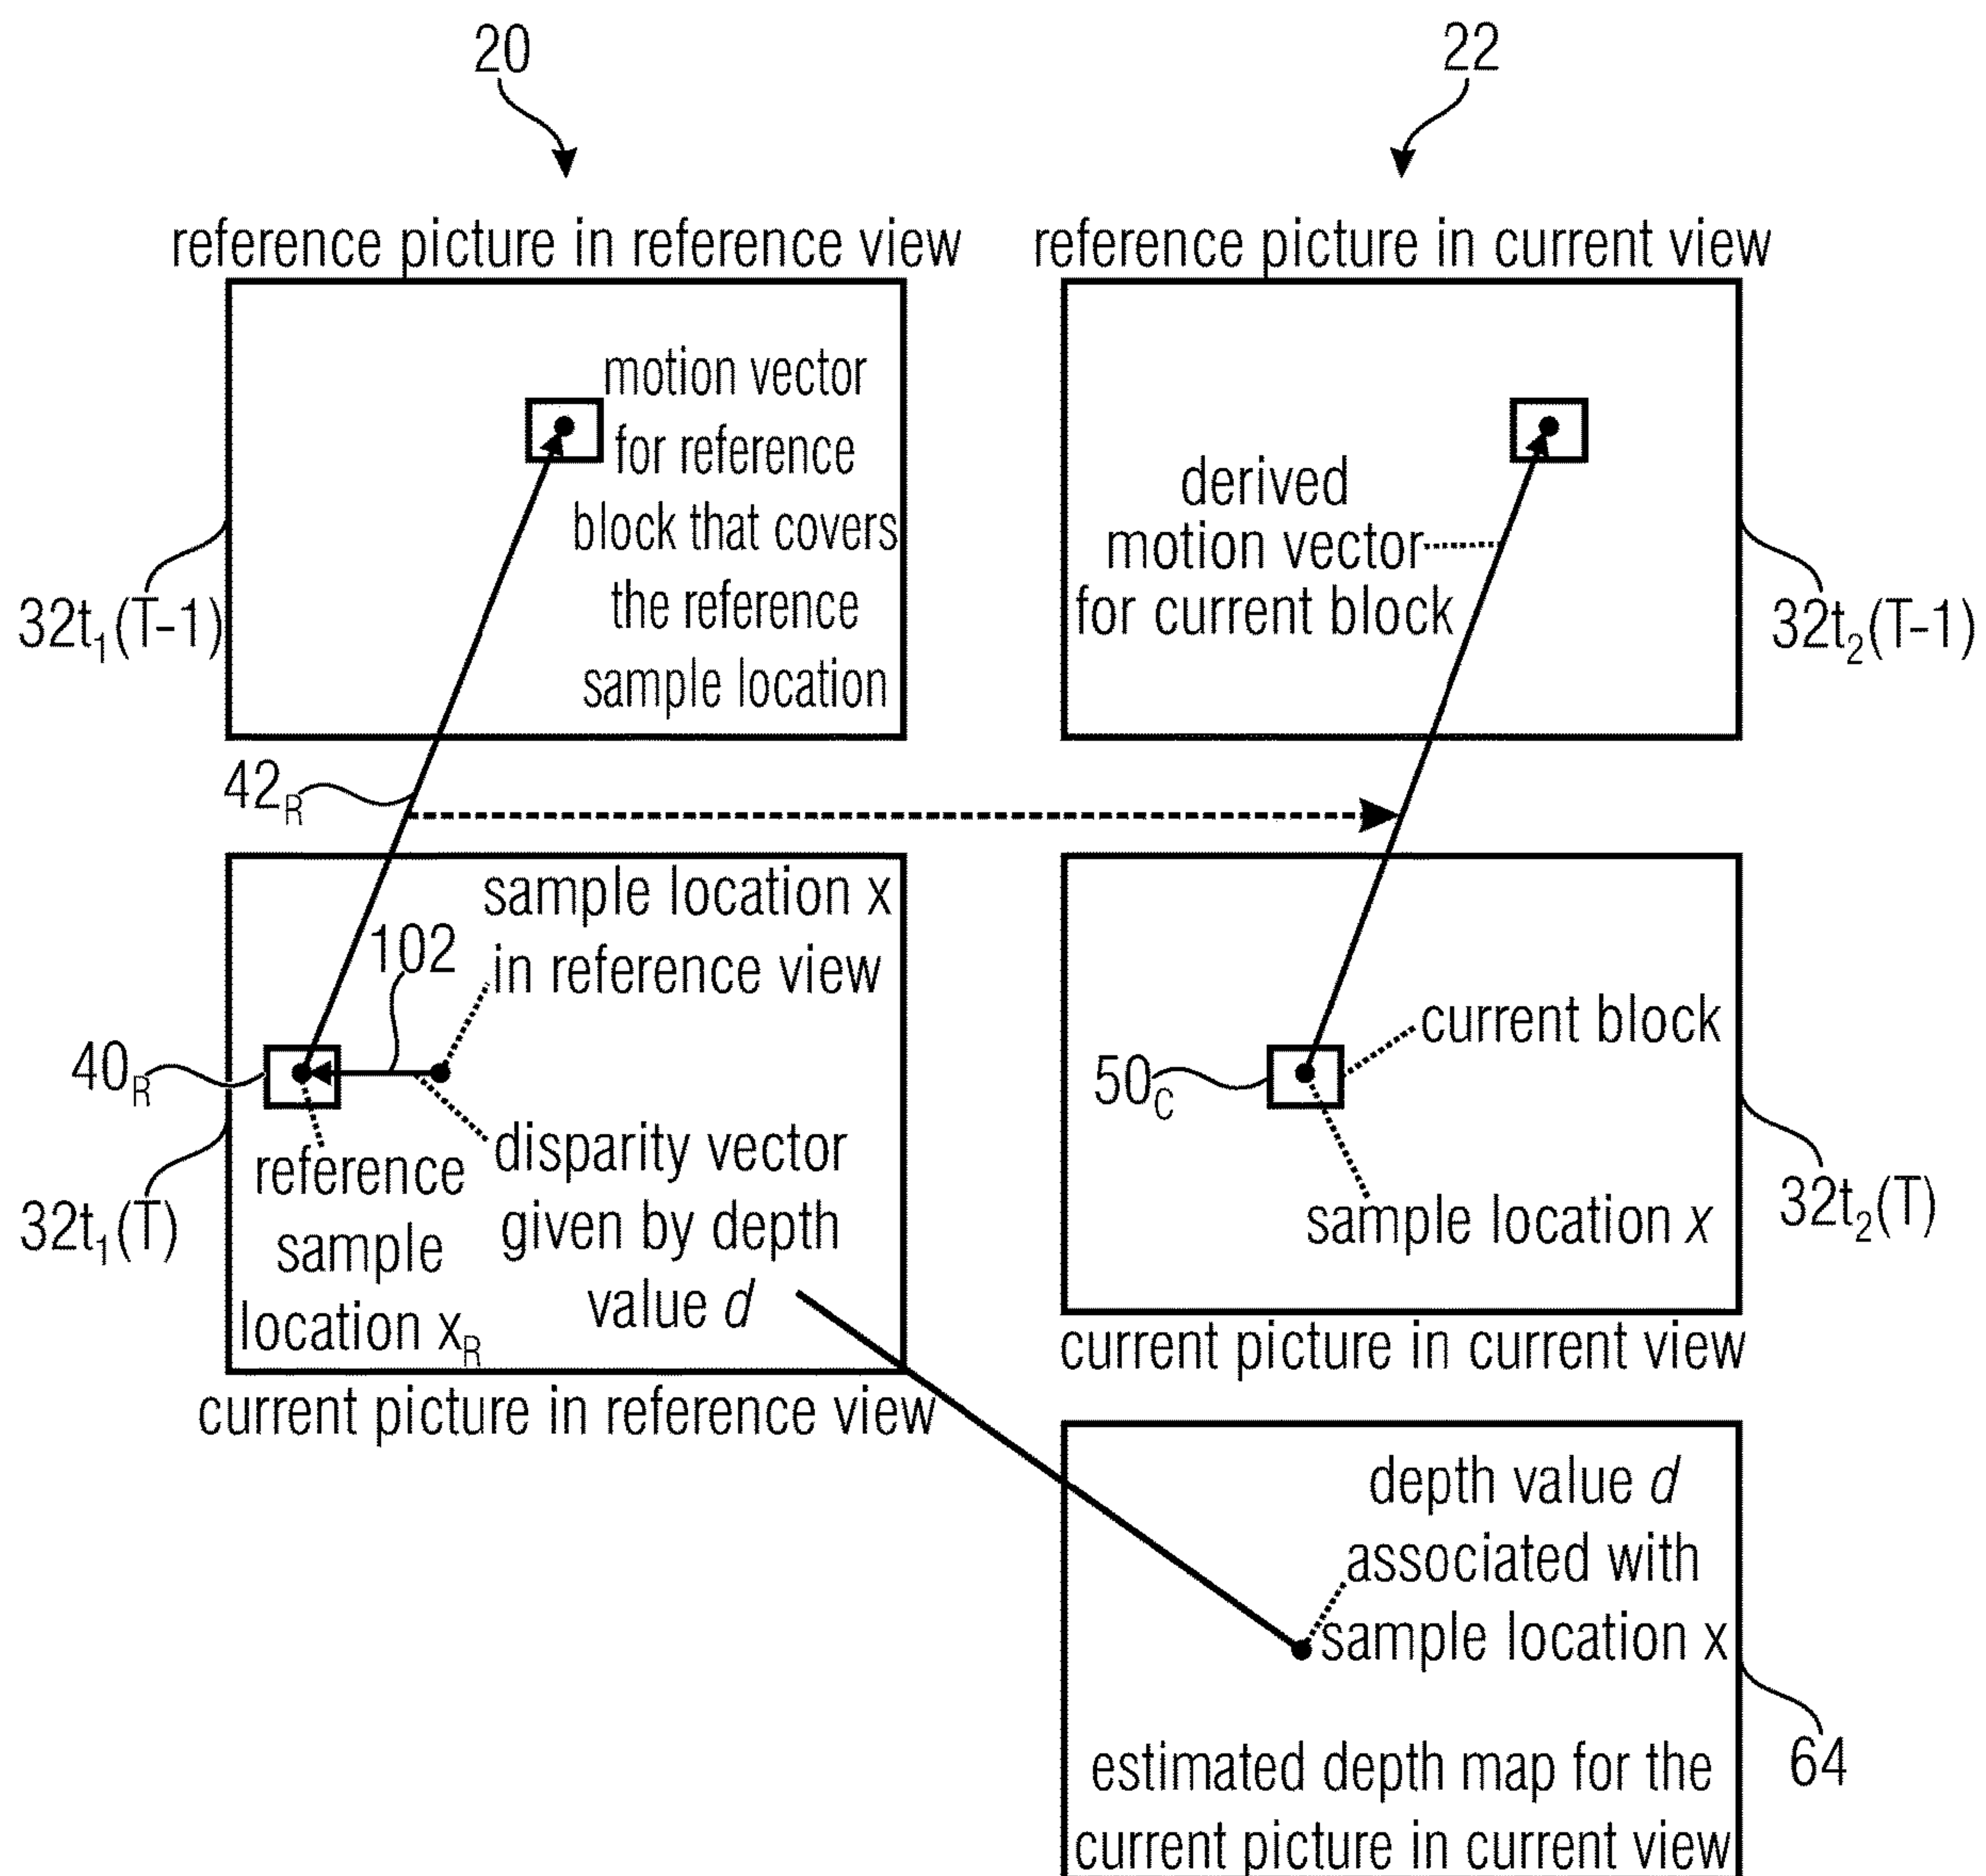 20
22
reference picture in reference view
reference picture in current view
motion vector
for reference
block that covers
the reference
sample location
derived
motion vector
for current block
32t₁(T-1)
32t₂(T-1)
42R
sample location x
in reference view
102
40R
disparity vector
given by depth
value d
reference
sample
location xR
32t₁(T)
current block
50C
sample location x
32t₂(T)
current picture in reference view
current picture in current view
depth value d
associated with
sample location x
estimated depth map for the
current picture in current view
64